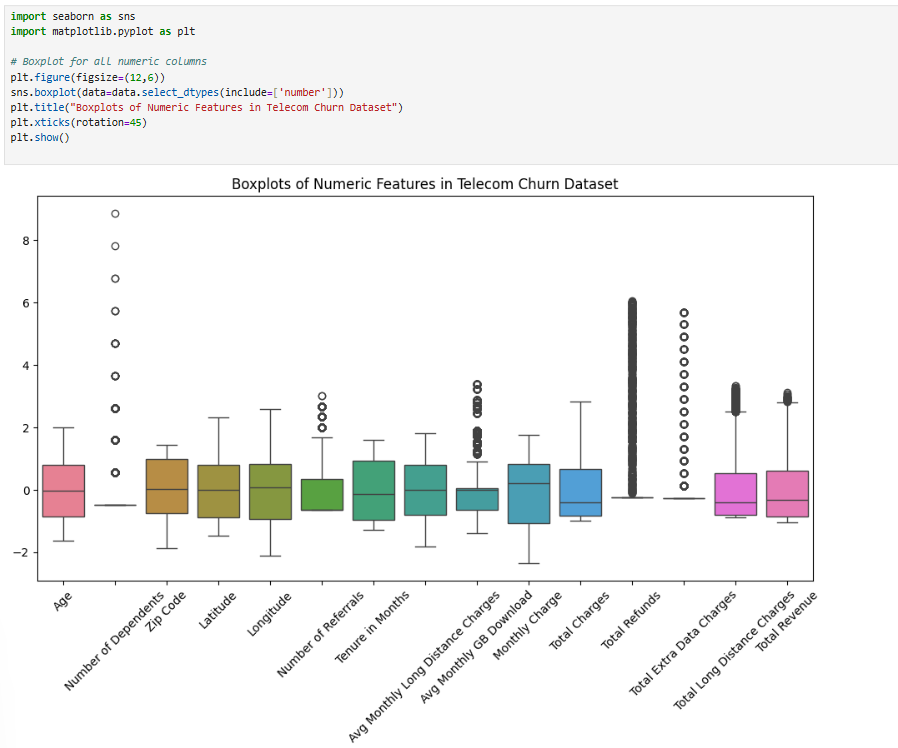 import seaborn as sns
import matplotlib.pyplot as plt
# Boxplot for all numeric columns
plt.figure(figsize=(12,6))
sns.boxplot(data=data.select_dtypes(include=['number']))
plt.title("Boxplots of Numeric Features in Telecom Churn Dataset")
plt.xticks(rotation=45)
plt.show()
Boxplots of Numeric Features in Telecom Churn Dataset
8
6
4
2
0
−2
Age
Number of Dependents
Zip Code
Latitude
Longitude
Number of Referrals
Tenure in Months
Avg Monthly Long Distance Charges
Avg Monthly GB Download
Monthly Charge
Total Charges
Total Refunds
Total Extra Data Charges
Total Long Distance Charges
Total Revenue